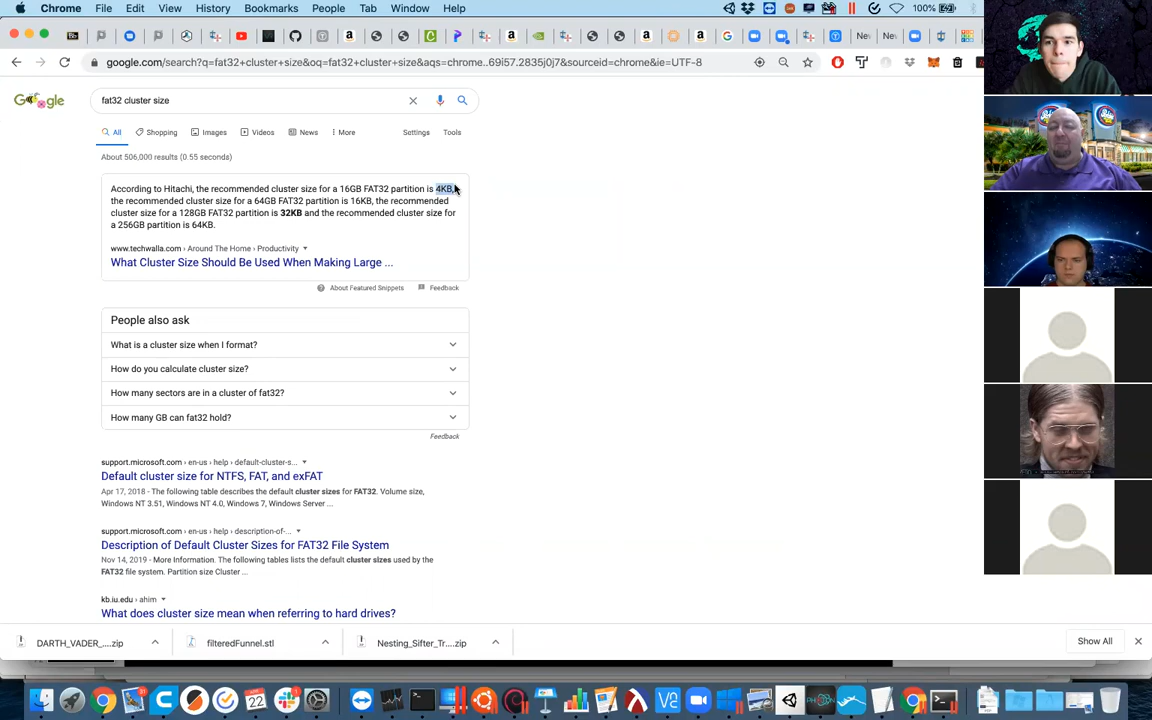 Chrome File Edit View History Bookmarks People Tab Window Help
100%
google.com/search?q=fat32+cluster+size&oq=fat32+cluster+size&aqs=chrome..69i57.2835j0j7&sourceid=chrome&ie=UTF-8
Google
fat32 cluster size
All Shopping Images Videos News More Settings Tools
About 506,000 results (0.55 seconds)
According to Hitachi, the recommended cluster size for a 16GB FAT32 partition is 4KB,
the recommended cluster size for a 64GB FAT32 partition is 16KB, the recommended
cluster size for a 128GB FAT32 partition is 32KB and the recommended cluster size for
a 256GB partition is 64KB.
www.techwalla.com › Around The Home › Productivity
What Cluster Size Should Be Used When Making Large ...
About Featured Snippets Feedback
People also ask
What is a cluster size when I format?
How do you calculate cluster size?
How many sectors are in a cluster of fat32?
How many GB can fat32 hold?
Feedback
support.microsoft.com › en-us › help › default-cluster-s...
Default cluster size for NTFS, FAT, and exFAT
Apr 17, 2018 - The following table describes the default cluster sizes for FAT32. Volume size,
Windows NT 3.51, Windows NT 4.0, Windows 7, Windows Server ...
support.microsoft.com › en-us › help › description-of-...
Description of Default Cluster Sizes for FAT32 File System
Nov 14, 2019 - More Information. The following tables lists the default cluster sizes used by the
FAT32 file system. Partition size Cluster ...
kb.iu.edu › ahim
What does cluster size mean when referring to hard drives?
DARTH_VADER_....zip filteredFunnel.stl Nesting_Sifter_Tr....zip Show All
22